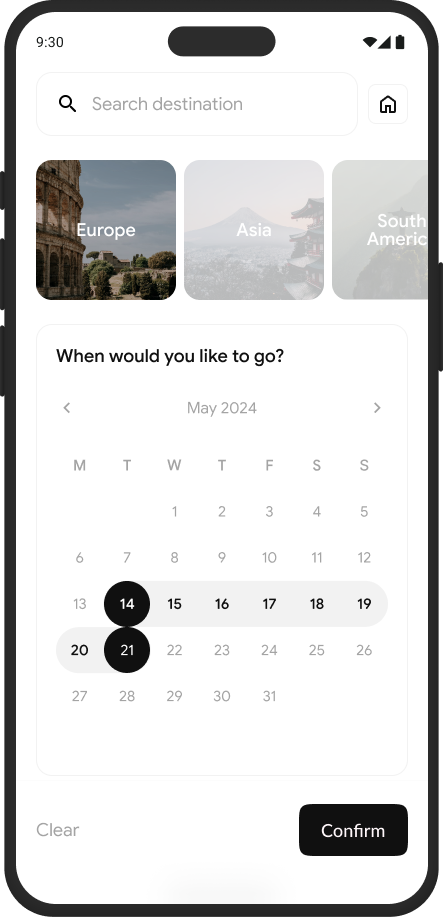 9:30
Search destination
Europe
Asia
South
Americ
When would you like to go?
May 2024
M T W T F S S
1 2 3 4 5
6 7 8 9 10 11 12
13 14 15 16 17 18 19
20 21 22 23 24 25 26
27 28 29 30 31
Clear
Confirm